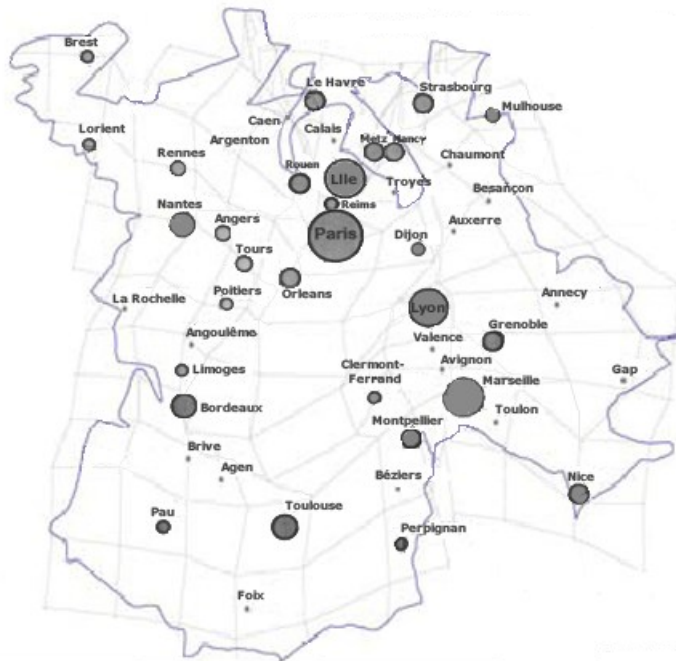 Brest
Le Havre
Strasbourg
Mulhouse
Caen
Lorient
Argenton
Calais
Metz
Nancy
Rennes
Chaumont
Rouen
Lille
Troyes
Besançon
Nantes
Reims
Angers
Paris
Auxerre
Dijon
Tours
Orleans
La Rochelle
Poitiers
Annecy
Lyon
Grenoble
Angoulême
Valence
Limoges
Clermont-
Ferrand
Avignon
Marseille
Gap
Bordeaux
Montpellier
Toulon
Brive
Agen
Béziers
Nice
Pau
Toulouse
Perpignan
Foix